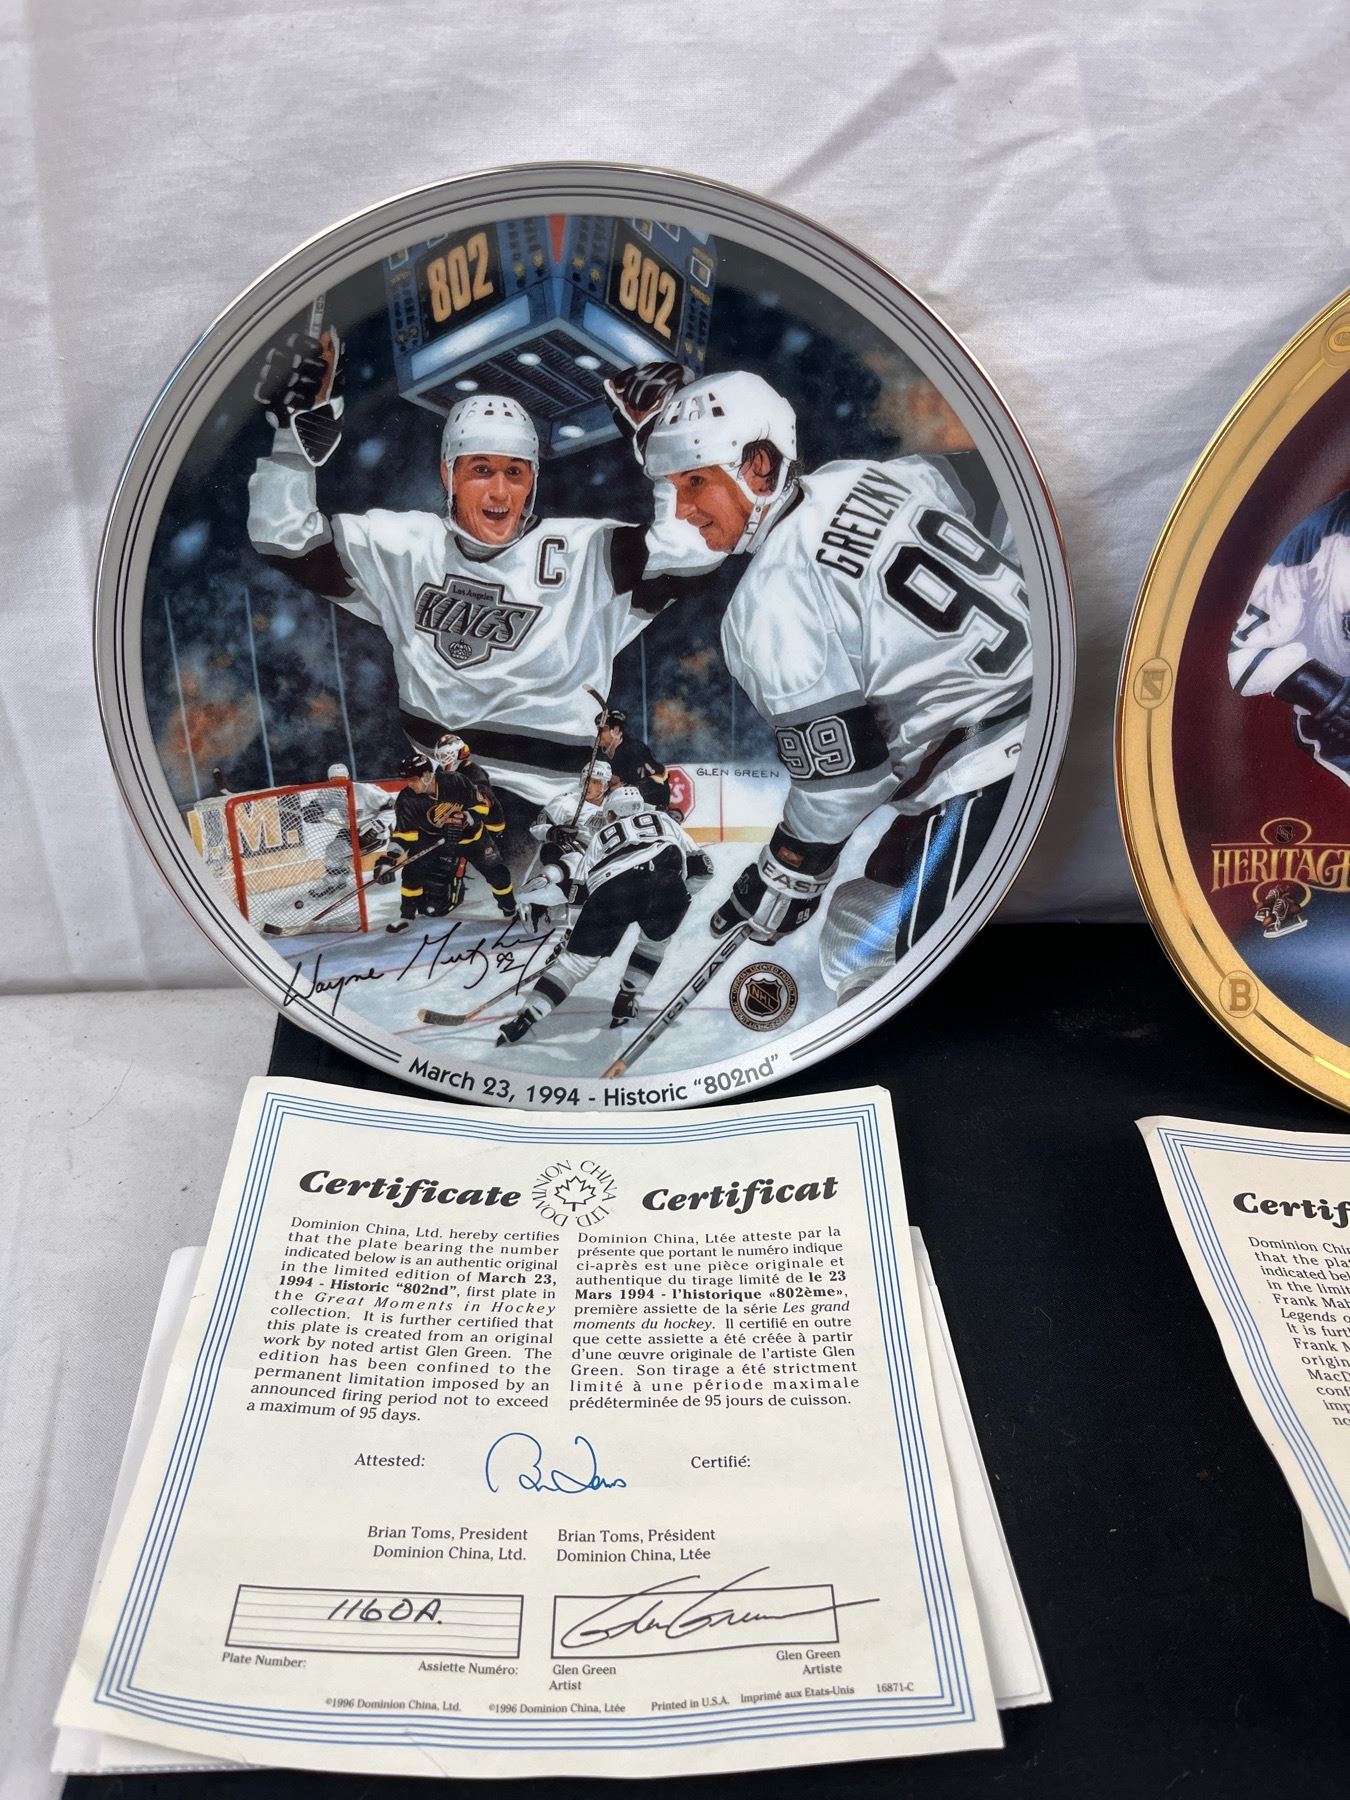 802
802
C
Los Angeles
KINGS
GRETZKY
99
99
GLEN GREEN
99
EAST
99
Wayne Gretzky
99
NHL
March 23, 1994 - Historic "802nd"
7
HERITAGE
B
Certificate
DOMINION CHINA LTD.
Certificat
Dominion China, Ltd. hereby certifies
that the plate bearing the number
indicated below is an authentic original
in the limited edition of March 23,
1994 - Historic "802nd", first plate in
the Great Moments in Hockey
collection. It is further certified that
this plate is created from an original
work by noted artist Glen Green. The
edition has been confined to the
permanent limitation imposed by an
announced firing period not to exceed
a maximum of 95 days.
Dominion China, Ltée atteste par la
présente que portant le numéro indique
ci-après est une pièce originale et
authentique du tirage limité de le 23
Mars 1994 - l'historique «802ème»,
première assiette de la série Les grand
moments du hockey. Il certifié en outre
que cette assiette a été créée à partir
d'une œuvre originale de l'artiste Glen
Green. Son tirage a été strictment
limité à une période maximale
prédéterminée de 95 jours de cuisson.
Attested:
Certifié:
Brian Toms, President
Dominion China, Ltd.
Brian Toms, Président
Dominion China, Ltée
1160A.
Glen Green
Plate Number:
Assiette Numéro:
Glen Green
Artist
Glen Green
Artiste
©1996 Dominion China, Ltd.
©1996 Dominion China, Ltée
Printed in U.S.A.
Imprimé aux Etats-Unis
16871-C
Certif
Dominion Chin
that the pla
indicated bel
in the limit
Frank Mah
Legends o
It is furt
Frank M
origin
MacD
conf
imp
no